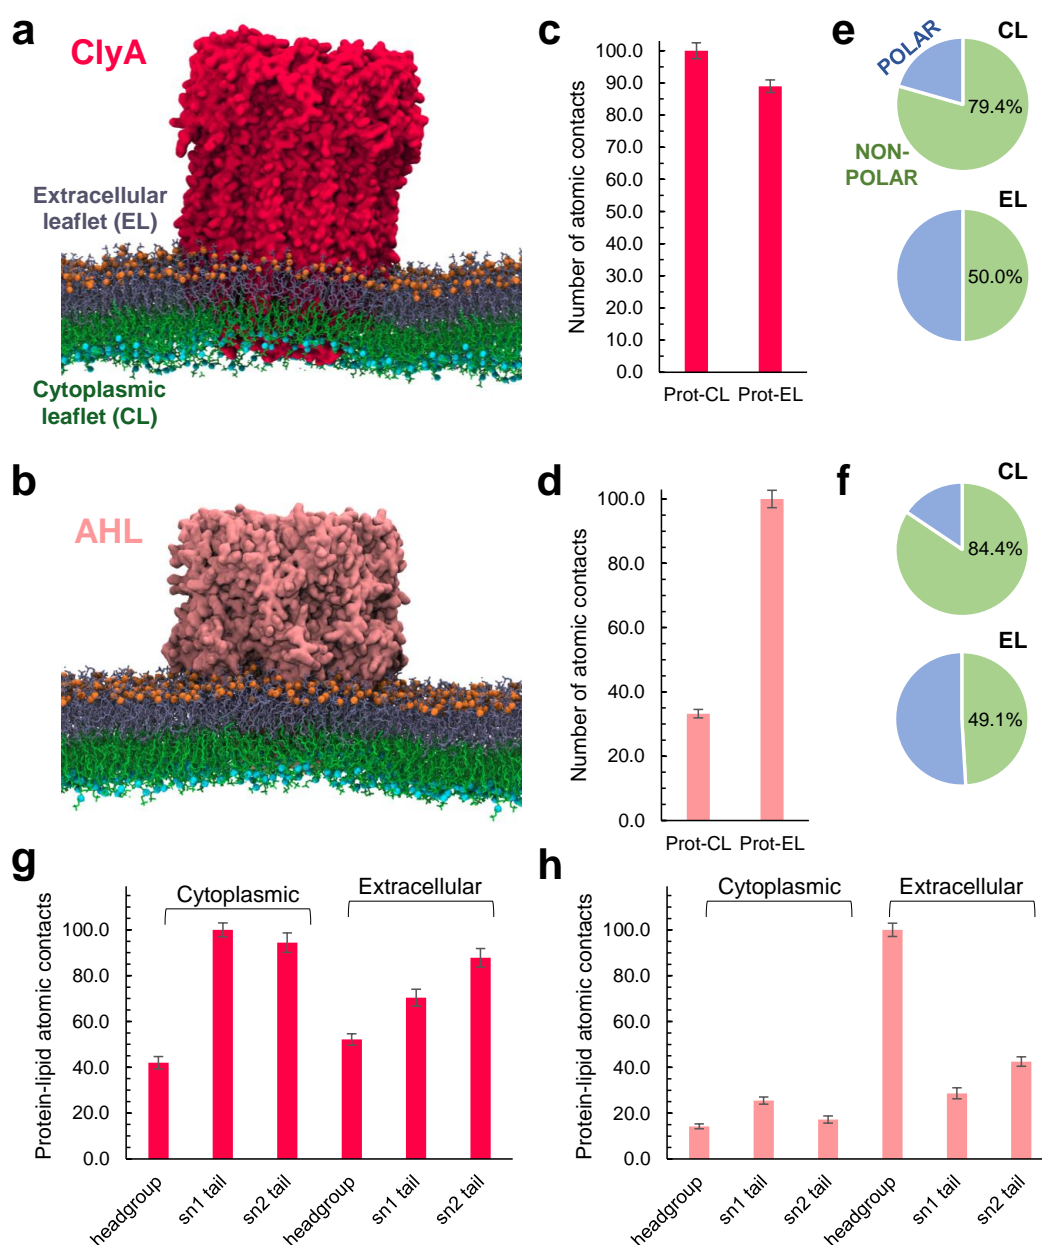 a
ClyA
Extracellular
leaflet (EL)
Cytoplasmic
leaflet (CL)
c
Number of atomic contacts
100.0
90.0
80.0
70.0
60.0
50.0
40.0
30.0
20.0
10.0
0.0
Prot-CL Prot-EL
e
CL
POLAR
79.4%
NON-
POLAR
EL
50.0%
b
AHL
d
Number of atomic contacts
100.0
80.0
60.0
40.0
20.0
0.0
Prot-CL Prot-EL
f
CL
84.4%
EL
49.1%
g
Cytoplasmic
Extracellular
Protein-lipid atomic contacts
100.0
80.0
60.0
40.0
20.0
0.0
headgroup
sn1 tail
sn2 tail
headgroup
sn1 tail
sn2 tail
h
Cytoplasmic
Extracellular
Protein-lipid atomic contacts
100.0
80.0
60.0
40.0
20.0
0.0
headgroup
sn1 tail
sn2 tail
headgroup
sn1 tail
sn2 tail